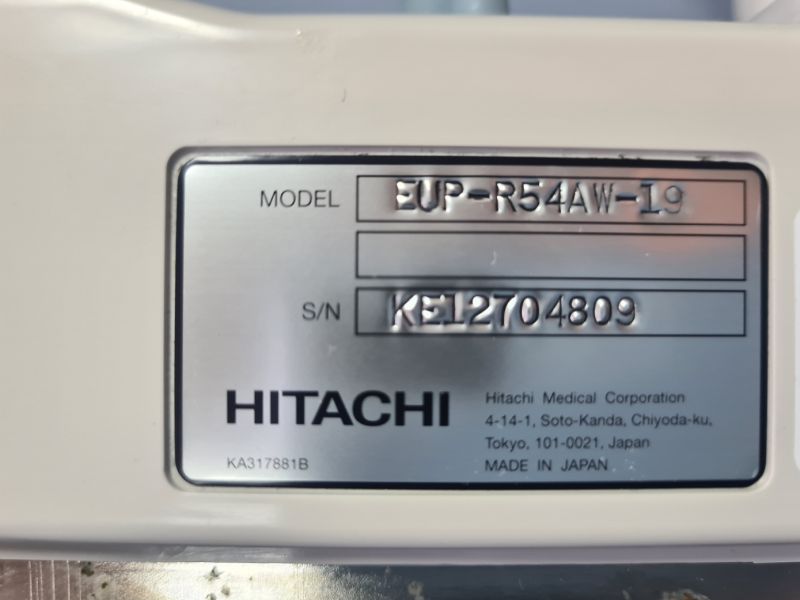 MODEL EUP-R54AW-19
S/N KE12704809
HITACHI
Hitachi Medical Corporation
4-14-1, Soto-Kanda, Chiyoda-ku,
Tokyo, 101-0021, Japan
MADE IN JAPAN
KA317881B